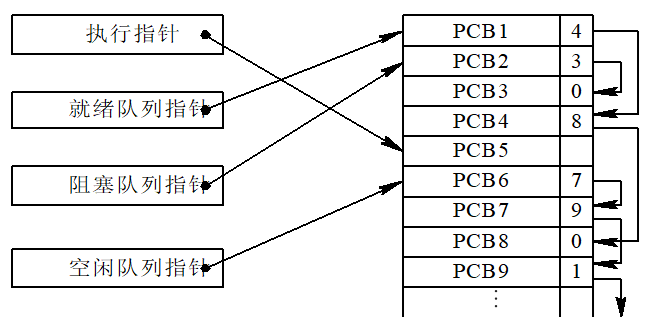 执行指针
就绪队列指针
阻塞队列指针
空闲队列指针
PCB1 4
PCB2 3
PCB3 0
PCB4 8
PCB5
PCB6 7
PCB7 9
PCB8 0
PCB9 1
⋮